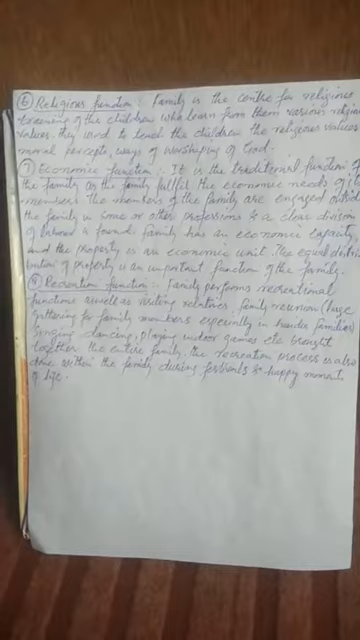 ⑥ Religious function : Family is the centre for religious
training of the children who learn from them various religious
values. they used to teach the children the religious values
moral percepts, ways of worshiping of God.
⑦ Economic function :- It is the traditional function of
the family as the family fulfil the economic needs of its
members. the members of the family are engaged outside
the family in some or other professions & a clear division
of labour is found. family has an economic capacity
and the property is an economic unit. The equal distri
bution of property is an important function of the family.
⑧ Recreation function :- Family performs recreational
functions aswell as visiting relatives, family reunion (huge
gathering for family members especially in families
Singing dancing, playing indoor games etc brought
together the entire family, the recreation process is also
done within the family during festivals & happy moments
of life.